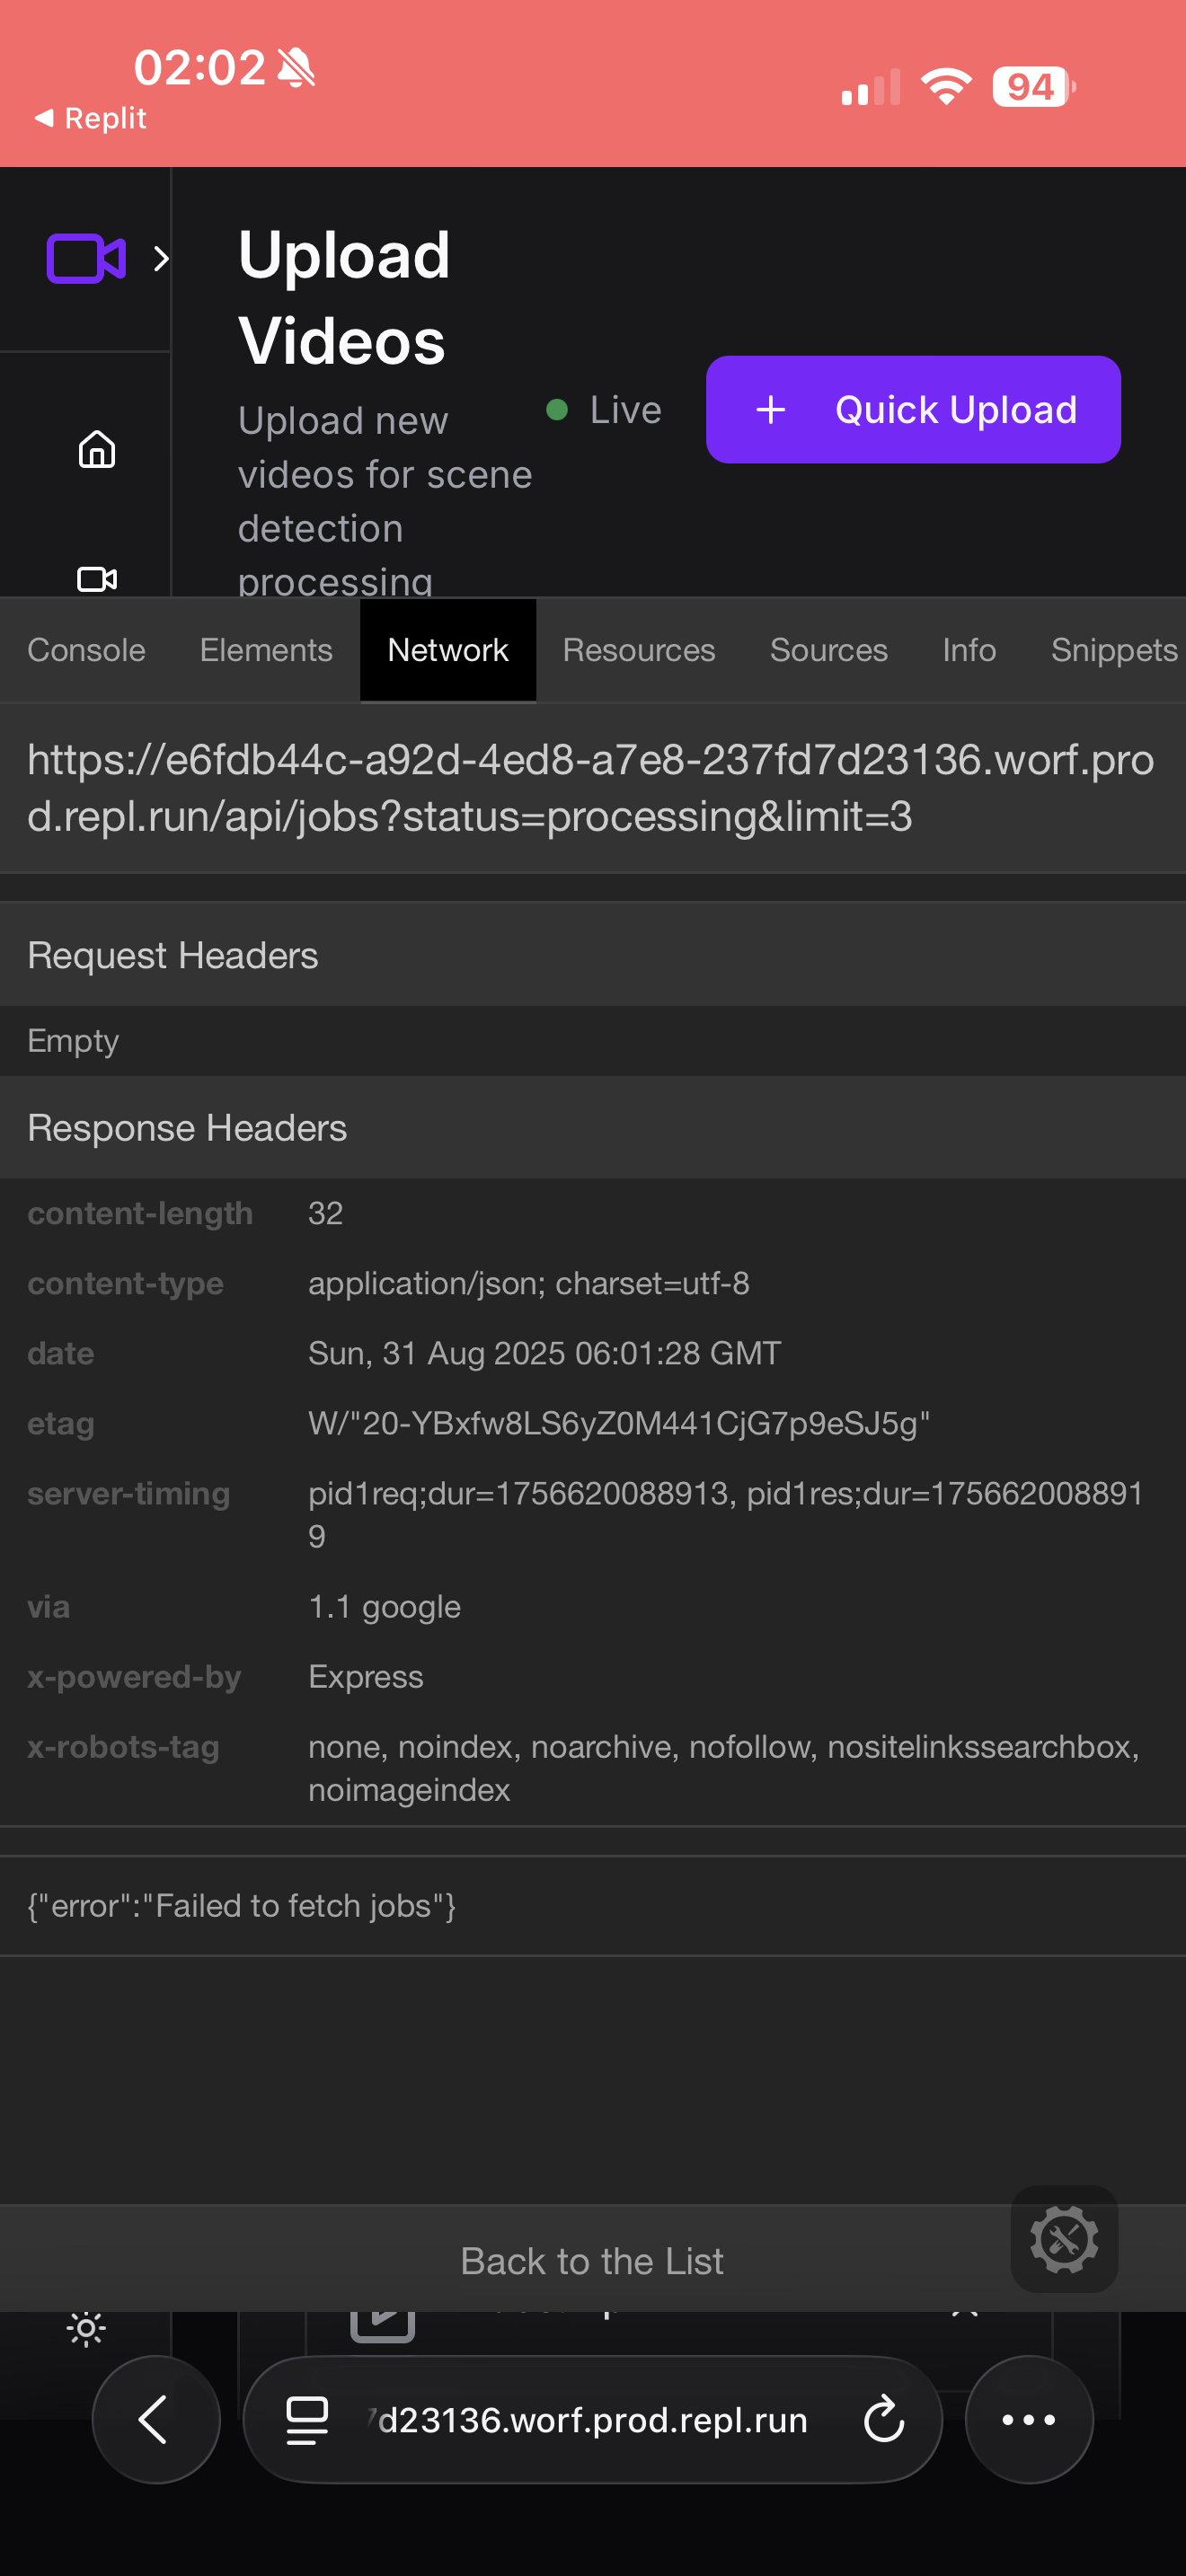 02:02
94
◀ Replit
Upload
Videos
Upload new
videos for scene
detection
processing
Live
+ Quick Upload
Console Elements Network Resources Sources Info Snippets
https://e6fdb44c-a92d-4ed8-a7e8-237fd7d23136.worf.pro
d.repl.run/api/jobs?status=processing&limit=3
Request Headers
Empty
Response Headers
content-length 32
content-type application/json; charset=utf-8
date Sun, 31 Aug 2025 06:01:28 GMT
etag W/"20-YBxfw8LS6yZ0M441CjG7p9eSJ5g"
server-timing pid1req;dur=1756620088913, pid1res;dur=175662008891
9
via 1.1 google
x-powered-by Express
x-robots-tag none, noindex, noarchive, nofollow, nositelinkssearchbox,
noimageindex
{"error":"Failed to fetch jobs"}
Back to the List
d23136.worf.prod.repl.run